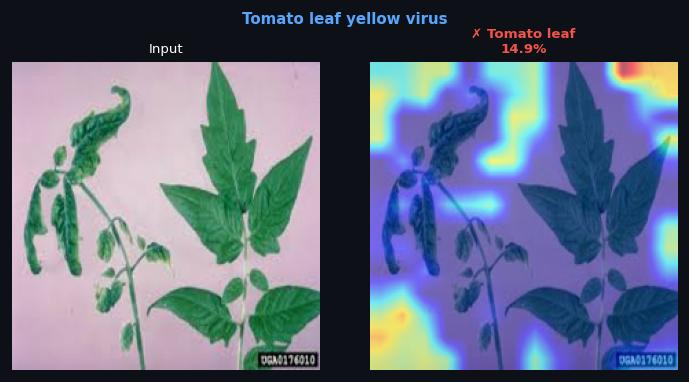 Tomato leaf yellow virus
Input
✗ Tomato leaf
14.9%
UGA0176010
UGA0176010